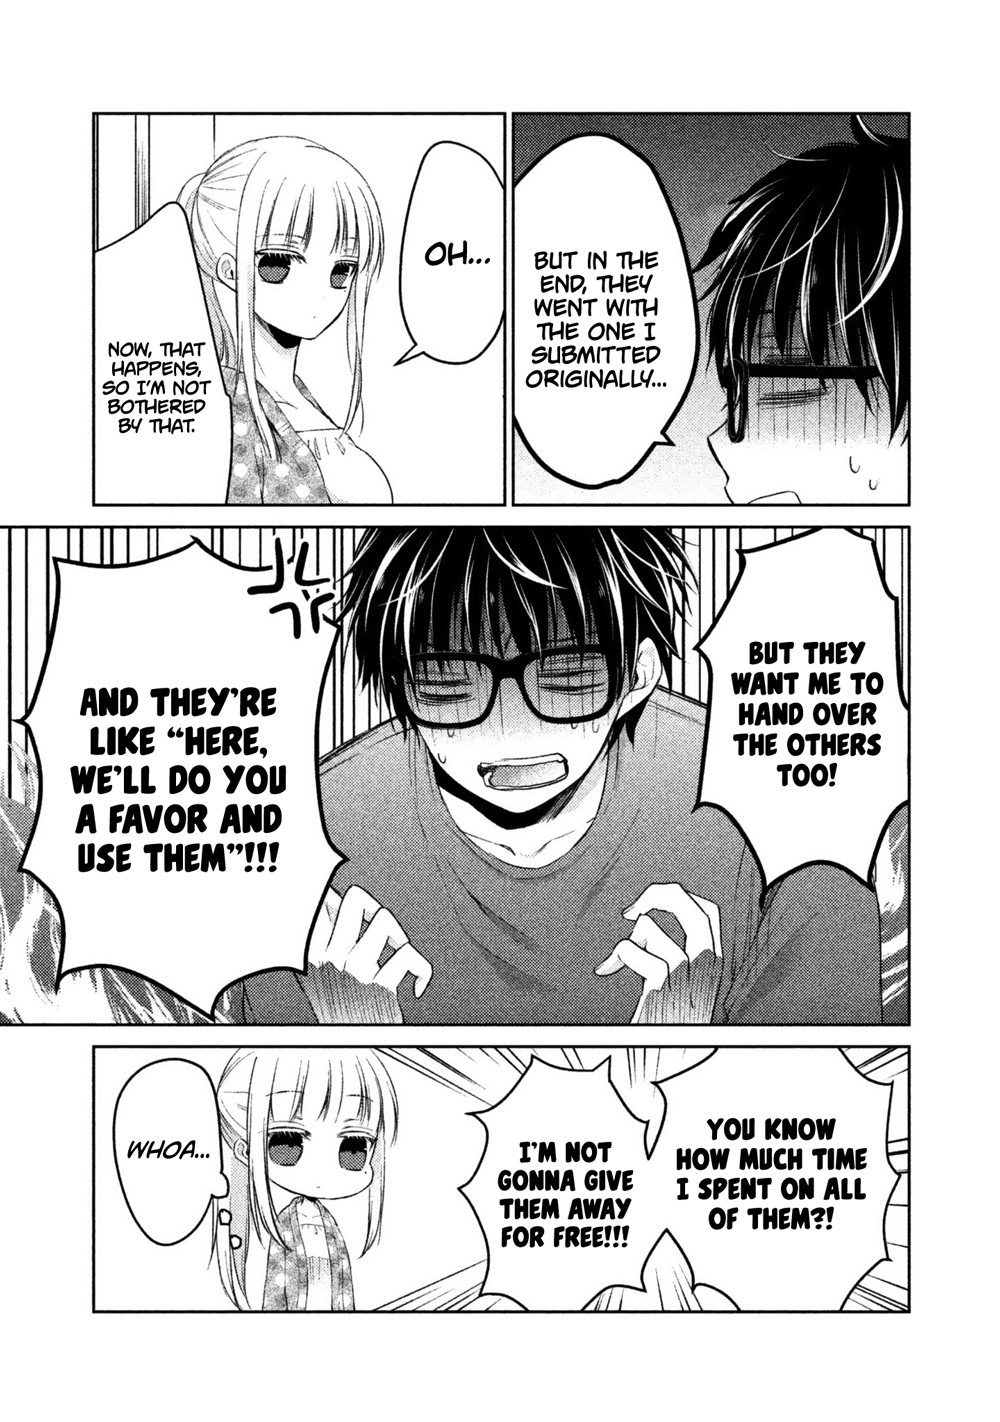 BUT IN THE
END, THEY
WENT WITH
THE ONE I
SUBMITTED
ORIGINALLY...
OH...
NOW, THAT
HAPPENS,
SO I'M NOT
BOTHERED
BY THAT.
BUT THEY
WANT ME TO
HAND OVER
THE OTHERS
TOO!
AND THEY'RE
LIKE "HERE,
WE'LL DO YOU
A FAVOR AND
USE THEM"!!!
YOU KNOW
HOW MUCH TIME
I SPENT ON ALL
OF THEM?!
I'M NOT
GONNA GIVE
THEM AWAY
FOR FREE!!!
WHOA...